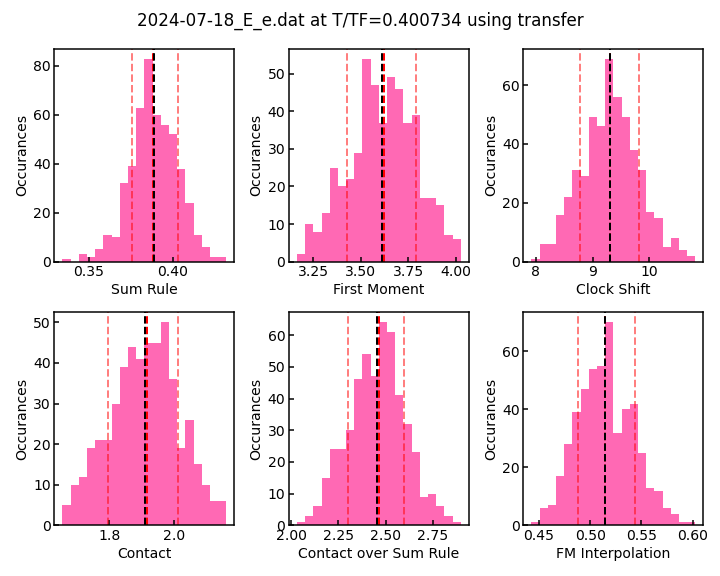 2024-07-18_E_e.dat at T/TF=0.400734 using transfer
Occurances
80
60
40
20
0
0.35 0.40
Sum Rule
Occurances
50
40
30
20
10
0
3.25 3.50 3.75 4.00
First Moment
Occurances
60
40
20
0
8 9 10
Clock Shift
Occurances
50
40
30
20
10
0
1.8 2.0
Contact
Occurances
60
50
40
30
20
10
0
2.00 2.25 2.50 2.75
Contact over Sum Rule
Occurances
60
40
20
0
0.45 0.50 0.55 0.60
FM Interpolation